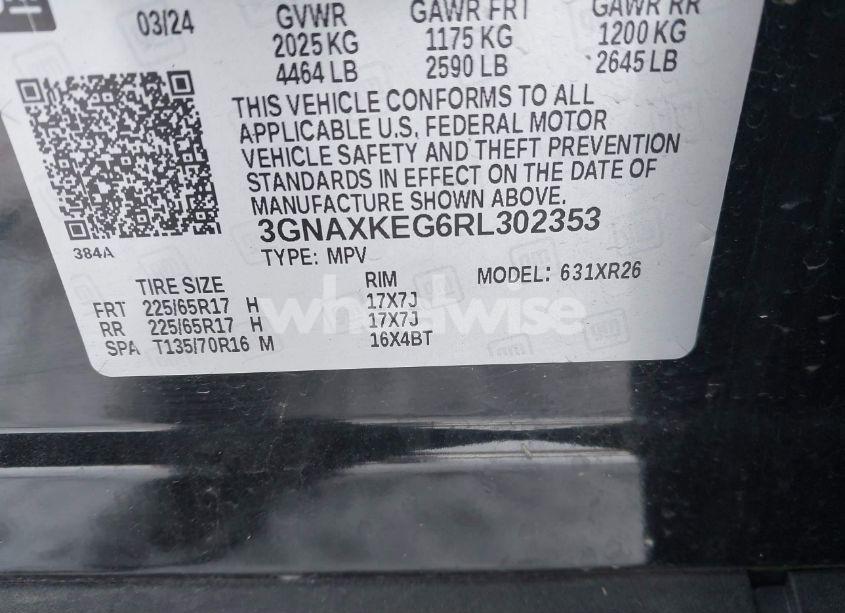 03/24 GVWR GAWR FRT GAWR RR
2025 KG 1175 KG 1200 KG
4464 LB 2590 LB 2645 LB
THIS VEHICLE CONFORMS TO ALL
APPLICABLE U.S. FEDERAL MOTOR
VEHICLE SAFETY AND THEFT PREVENTION
STANDARDS IN EFFECT ON THE DATE OF
MANUFACTURE SHOWN ABOVE.
3GNAXKEG6RL302353
384A
TYPE: MPV MODEL: 631XR26
TIRE SIZE RIM
FRT 225/65R17 H 17X7J
RR 225/65R17 H 17X7J
SPA T135/70R16 M 16X4BT
wheelwise